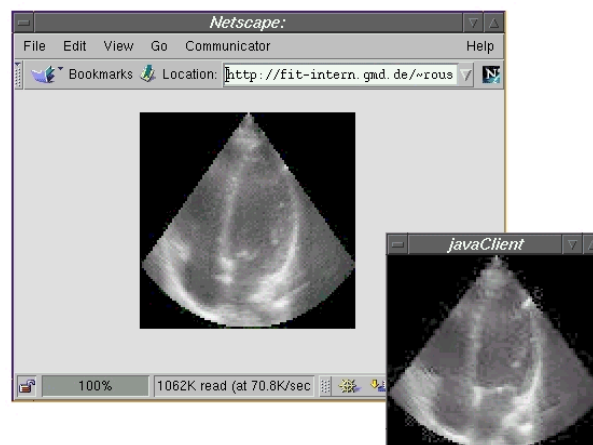 Netscape:
File Edit View Go Communicator Help
Bookmarks Location: http://fit-intern.gmd.de/~rous N
javaClient
100% 1062K read (at 70.8K/sec